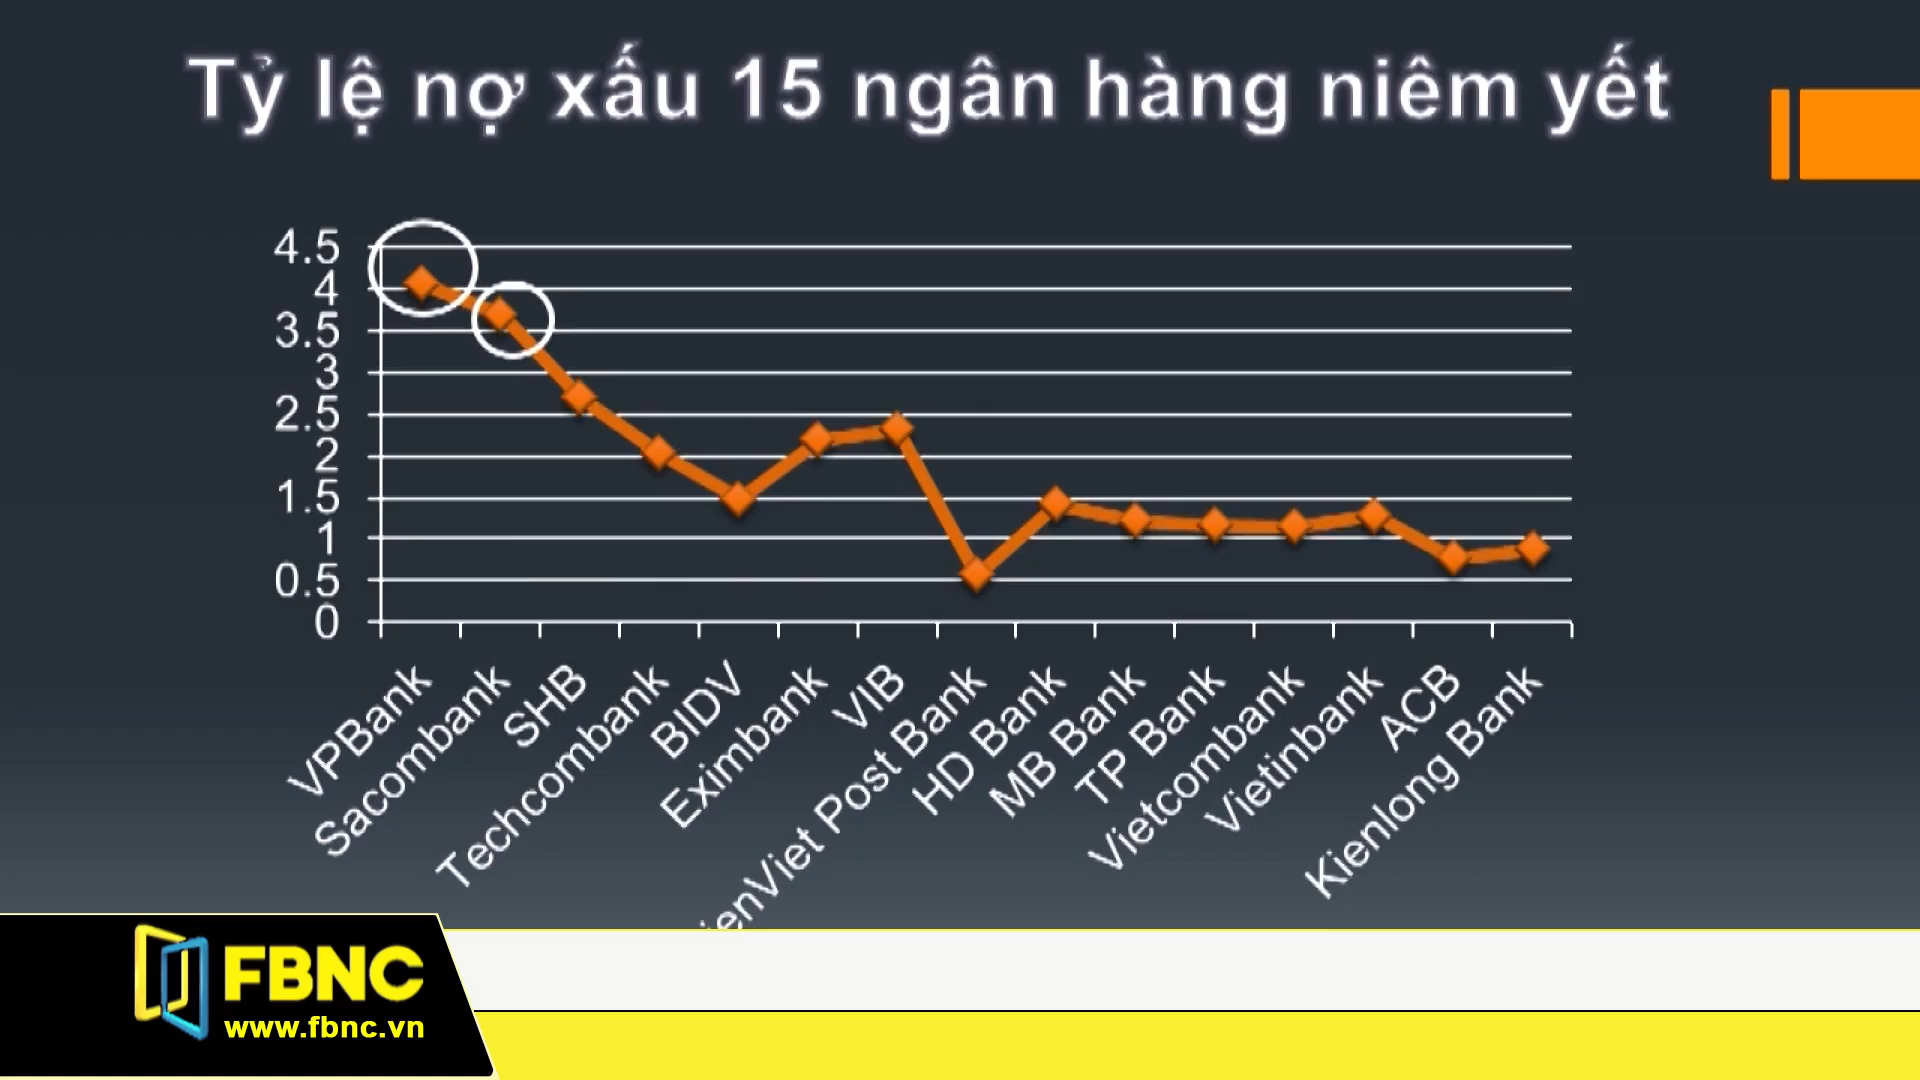 Tỷ lệ nợ xấu 15 ngân hàng niêm yết
4.5
4
3.5
3
2.5
2
1.5
1
0.5
0
VPBank
Sacombank
SHB
Techcombank
BIDV
Eximbank
VIB
ienViet Post Bank
HD Bank
MB Bank
TP Bank
Vietcombank
Vietinbank
ACB
Kienlong Bank
FBNC
www.fbnc.vn